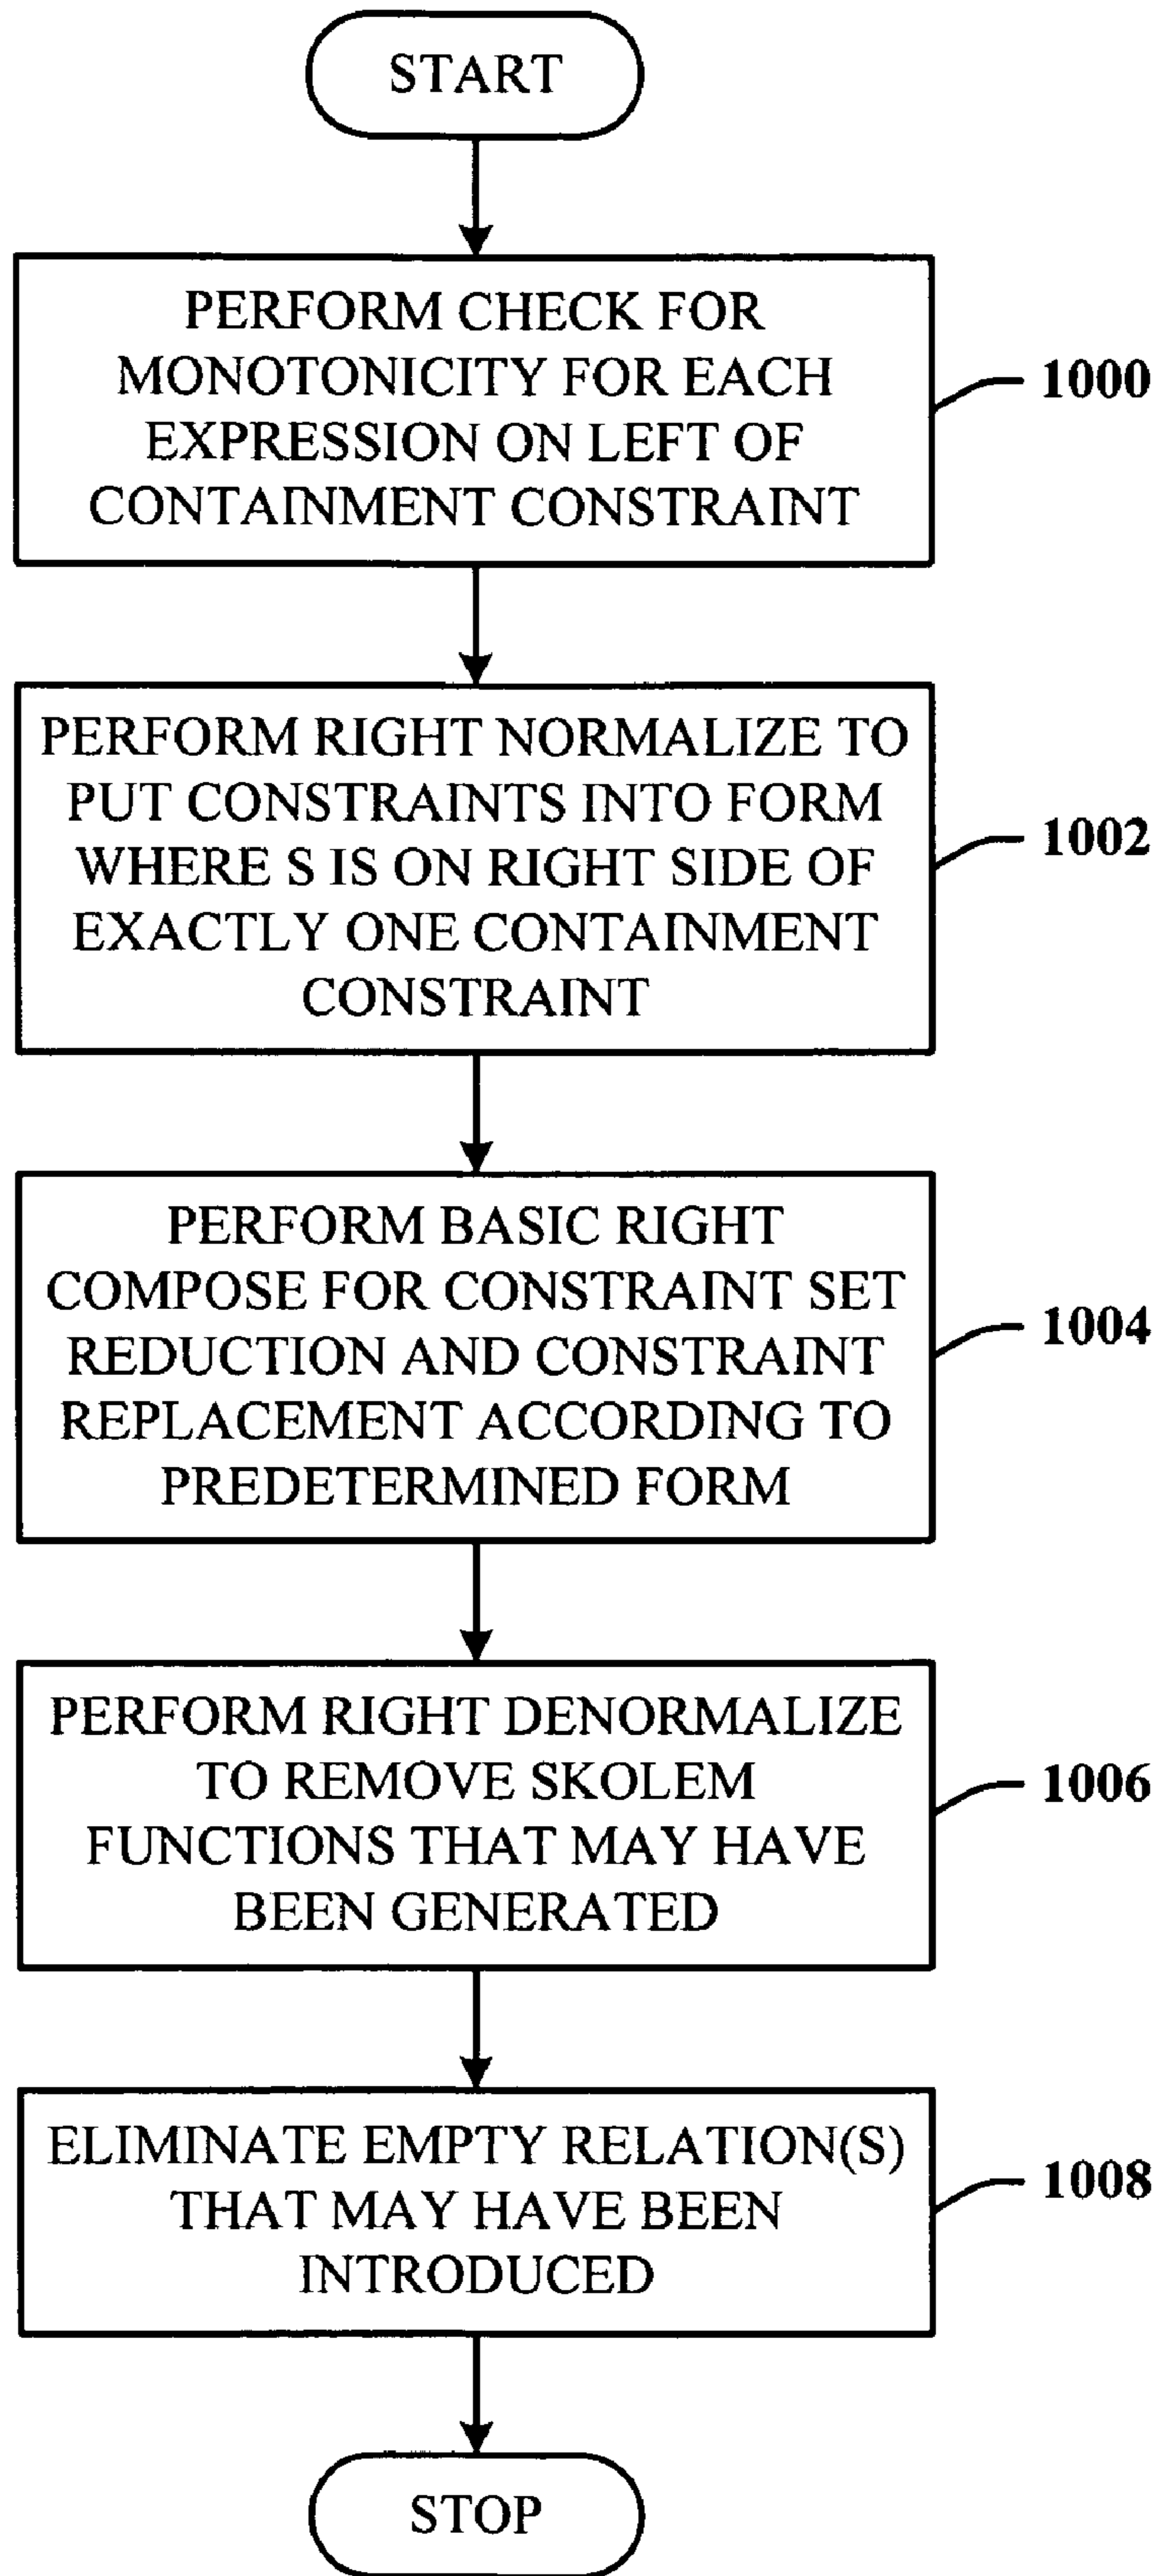 START
PERFORM CHECK FOR
MONOTONICITY FOR EACH
EXPRESSION ON LEFT OF
CONTAINMENT CONSTRAINT
1000
PERFORM RIGHT NORMALIZE TO
PUT CONSTRAINTS INTO FORM
WHERE S IS ON RIGHT SIDE OF
EXACTLY ONE CONTAINMENT
CONSTRAINT
1002
PERFORM BASIC RIGHT
COMPOSE FOR CONSTRAINT SET
REDUCTION AND CONSTRAINT
REPLACEMENT ACCORDING TO
PREDETERMINED FORM
1004
PERFORM RIGHT DENORMALIZE
TO REMOVE SKOLEM
FUNCTIONS THAT MAY HAVE
BEEN GENERATED
1006
ELIMINATE EMPTY RELATION(S)
THAT MAY HAVE BEEN
INTRODUCED
1008
STOP